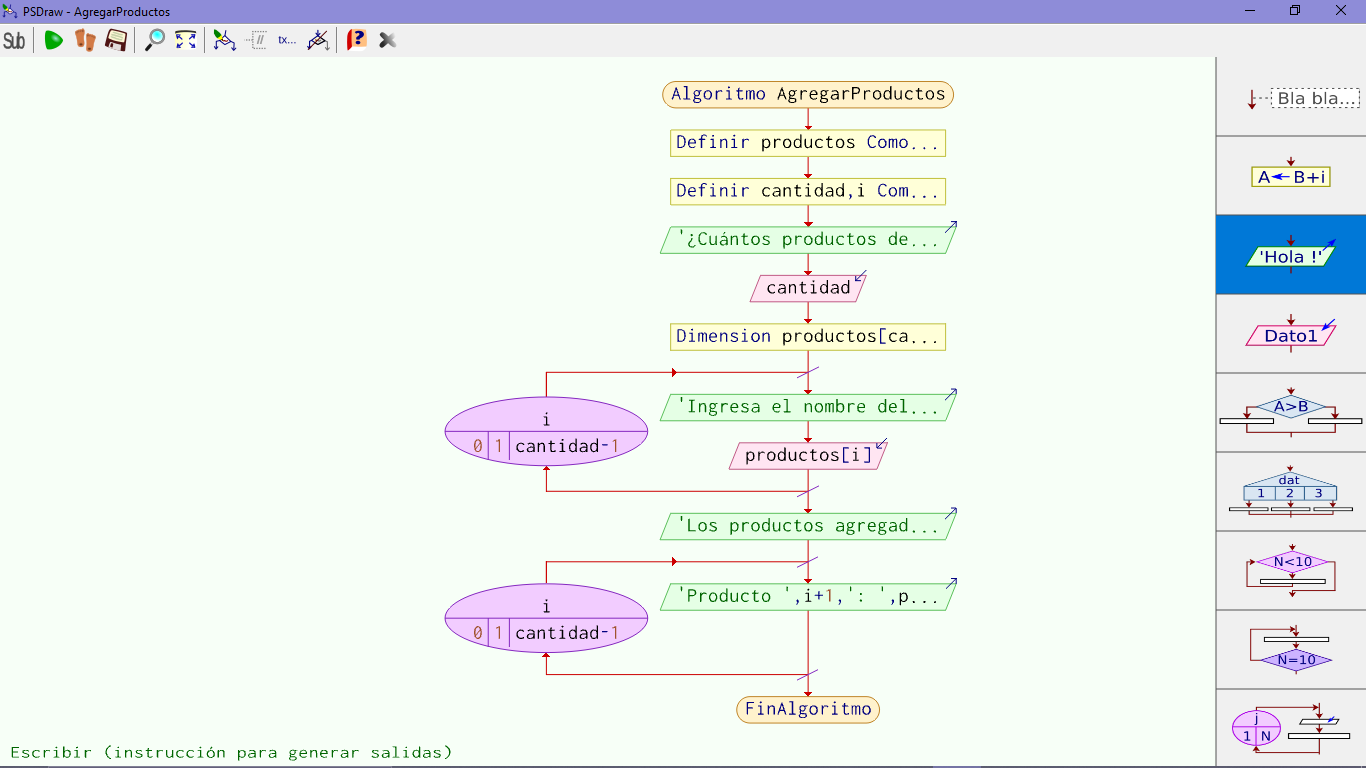 PSDraw - AgregarProductos
Sub
tx...
?
Algoritmo AgregarProductos
Definir productos Como...
Definir cantidad,i Com...
'¿Cuántos productos de...
cantidad
Dimension productos[ca...
i
0 1 cantidad-1
'Ingresa el nombre del...
productos[i]
'Los productos agregad...
i
0 1 cantidad-1
'Producto ',i+1,': ',p...
FinAlgoritmo
Escribir (instrucción para generar salidas)
Bla bla...
A B+i
'Hola !'
Dato1
A>B
dat
1 2 3
N<10
N=10
j
1 N